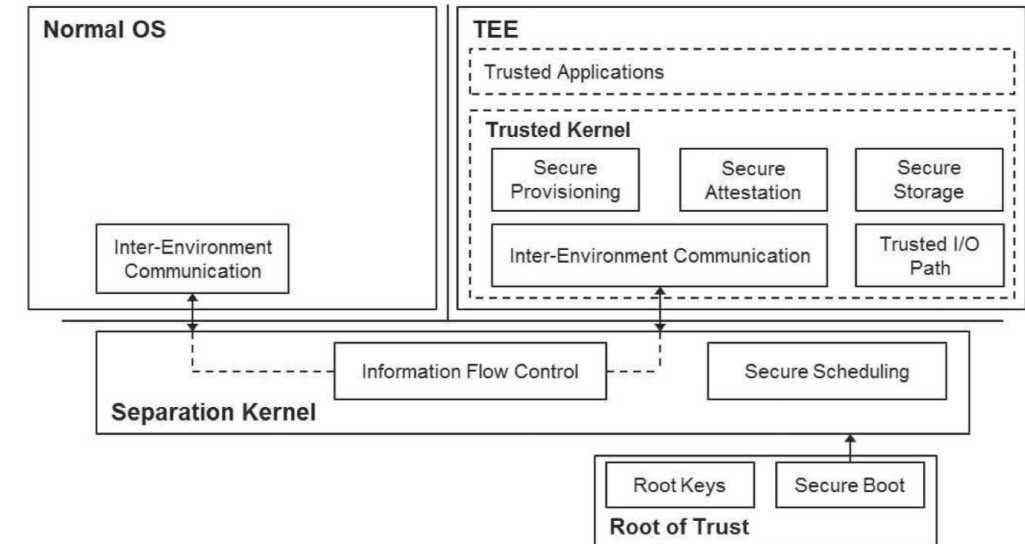 Normal OS
Inter-Environment
Communication
TEE
Trusted Applications
Trusted Kernel
Secure
Provisioning
Secure
Attestation
Secure
Storage
Inter-Environment Communication
Trusted I/O
Path
Information Flow Control
Secure Scheduling
Separation Kernel
Root Keys
Secure Boot
Root of Trust